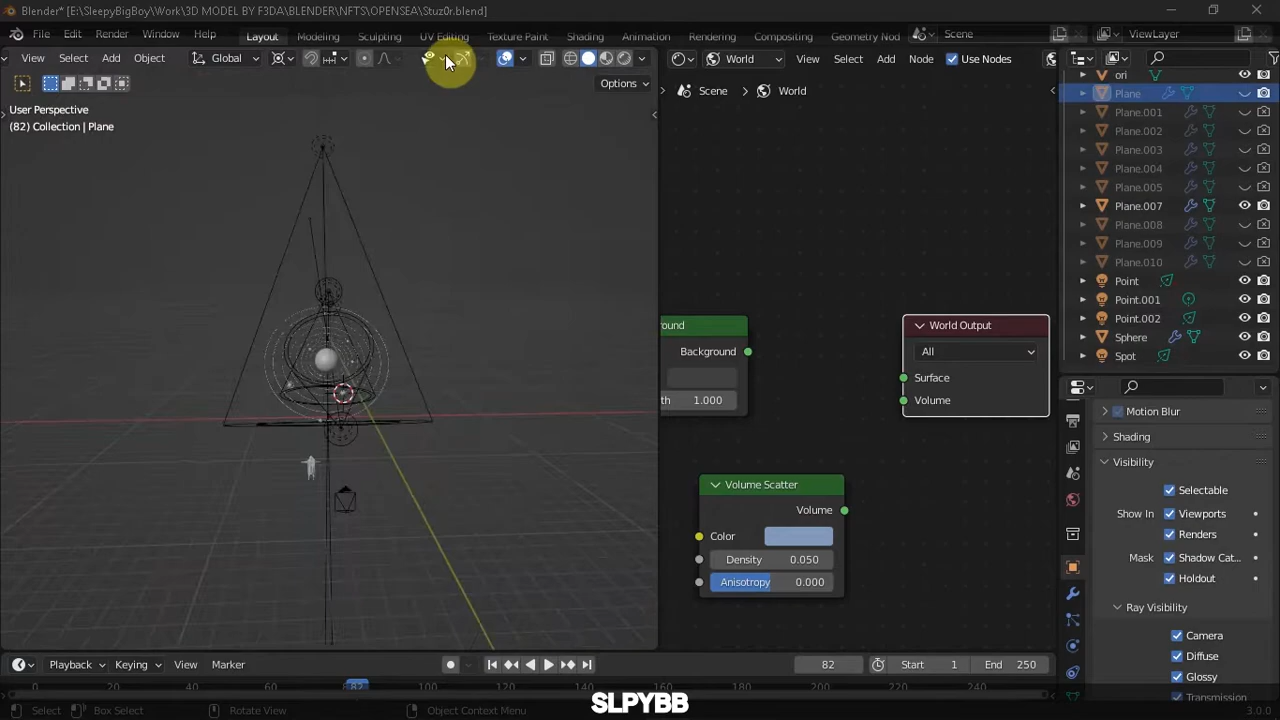 Blender* [E:\SleepyBigBoy\Work\3D MODEL BY F3DA\BLENDER\NFTS\OPENSEA\Stuz0r.blend]
File Edit Render Window Help Layout Modeling Sculpting UV Editing Texture Paint Shading Animation Rendering Compositing Geometry Nod Scene ViewLayer
View Select Add Object Global World View Select Add Node Use Nodes
Options
User Perspective
(82) Collection | Plane
Scene > World
ori
Plane
Plane.001
Plane.002
Plane.003
Plane.004
Plane.005
Plane.007
Plane.008
Plane.009
Plane.010
Point
Point.001
Point.002
Sphere
Spot
ound
Background
th 1.000
World Output
All
Surface
Volume
Volume Scatter
Volume
Color
Density 0.050
Anisotropy 0.000
Motion Blur
Shading
Visibility
Selectable
Show In Viewports
Renders
Mask Shadow Cat...
Holdout
Ray Visibility
Camera
Diffuse
Glossy
Transmission
Playback Keying View Marker 82 Start 1 End 250
0 60 82 100 120 140 160 180 200 220 240
Select Box Select Rotate View Object Context Menu 3.0.0
SLPYBB